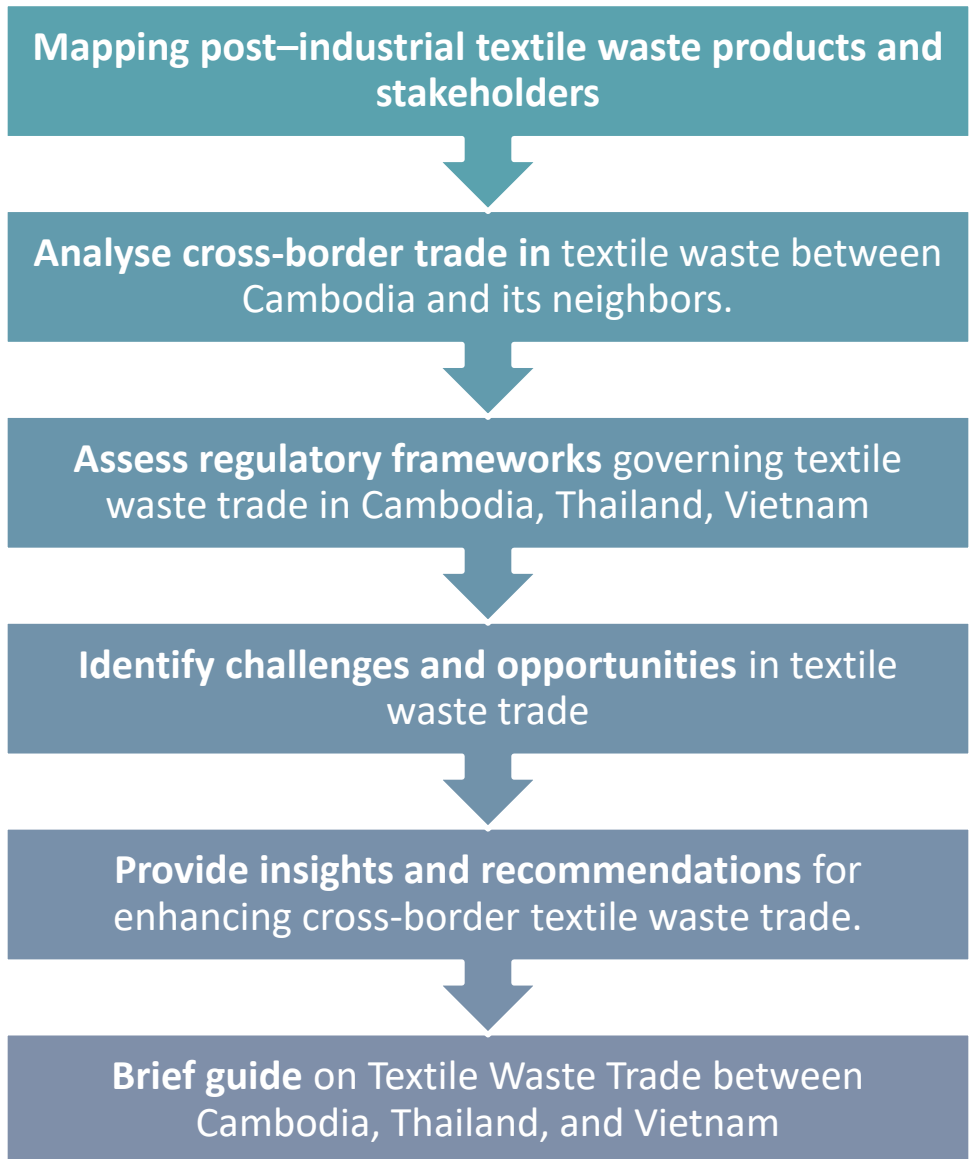 Mapping post–industrial textile waste products and
stakeholders
Analyse cross-border trade in textile waste between
Cambodia and its neighbors.
Assess regulatory frameworks governing textile
waste trade in Cambodia, Thailand, Vietnam
Identify challenges and opportunities in textile
waste trade
Provide insights and recommendations for
enhancing cross-border textile waste trade.
Brief guide on Textile Waste Trade between
Cambodia, Thailand, and Vietnam